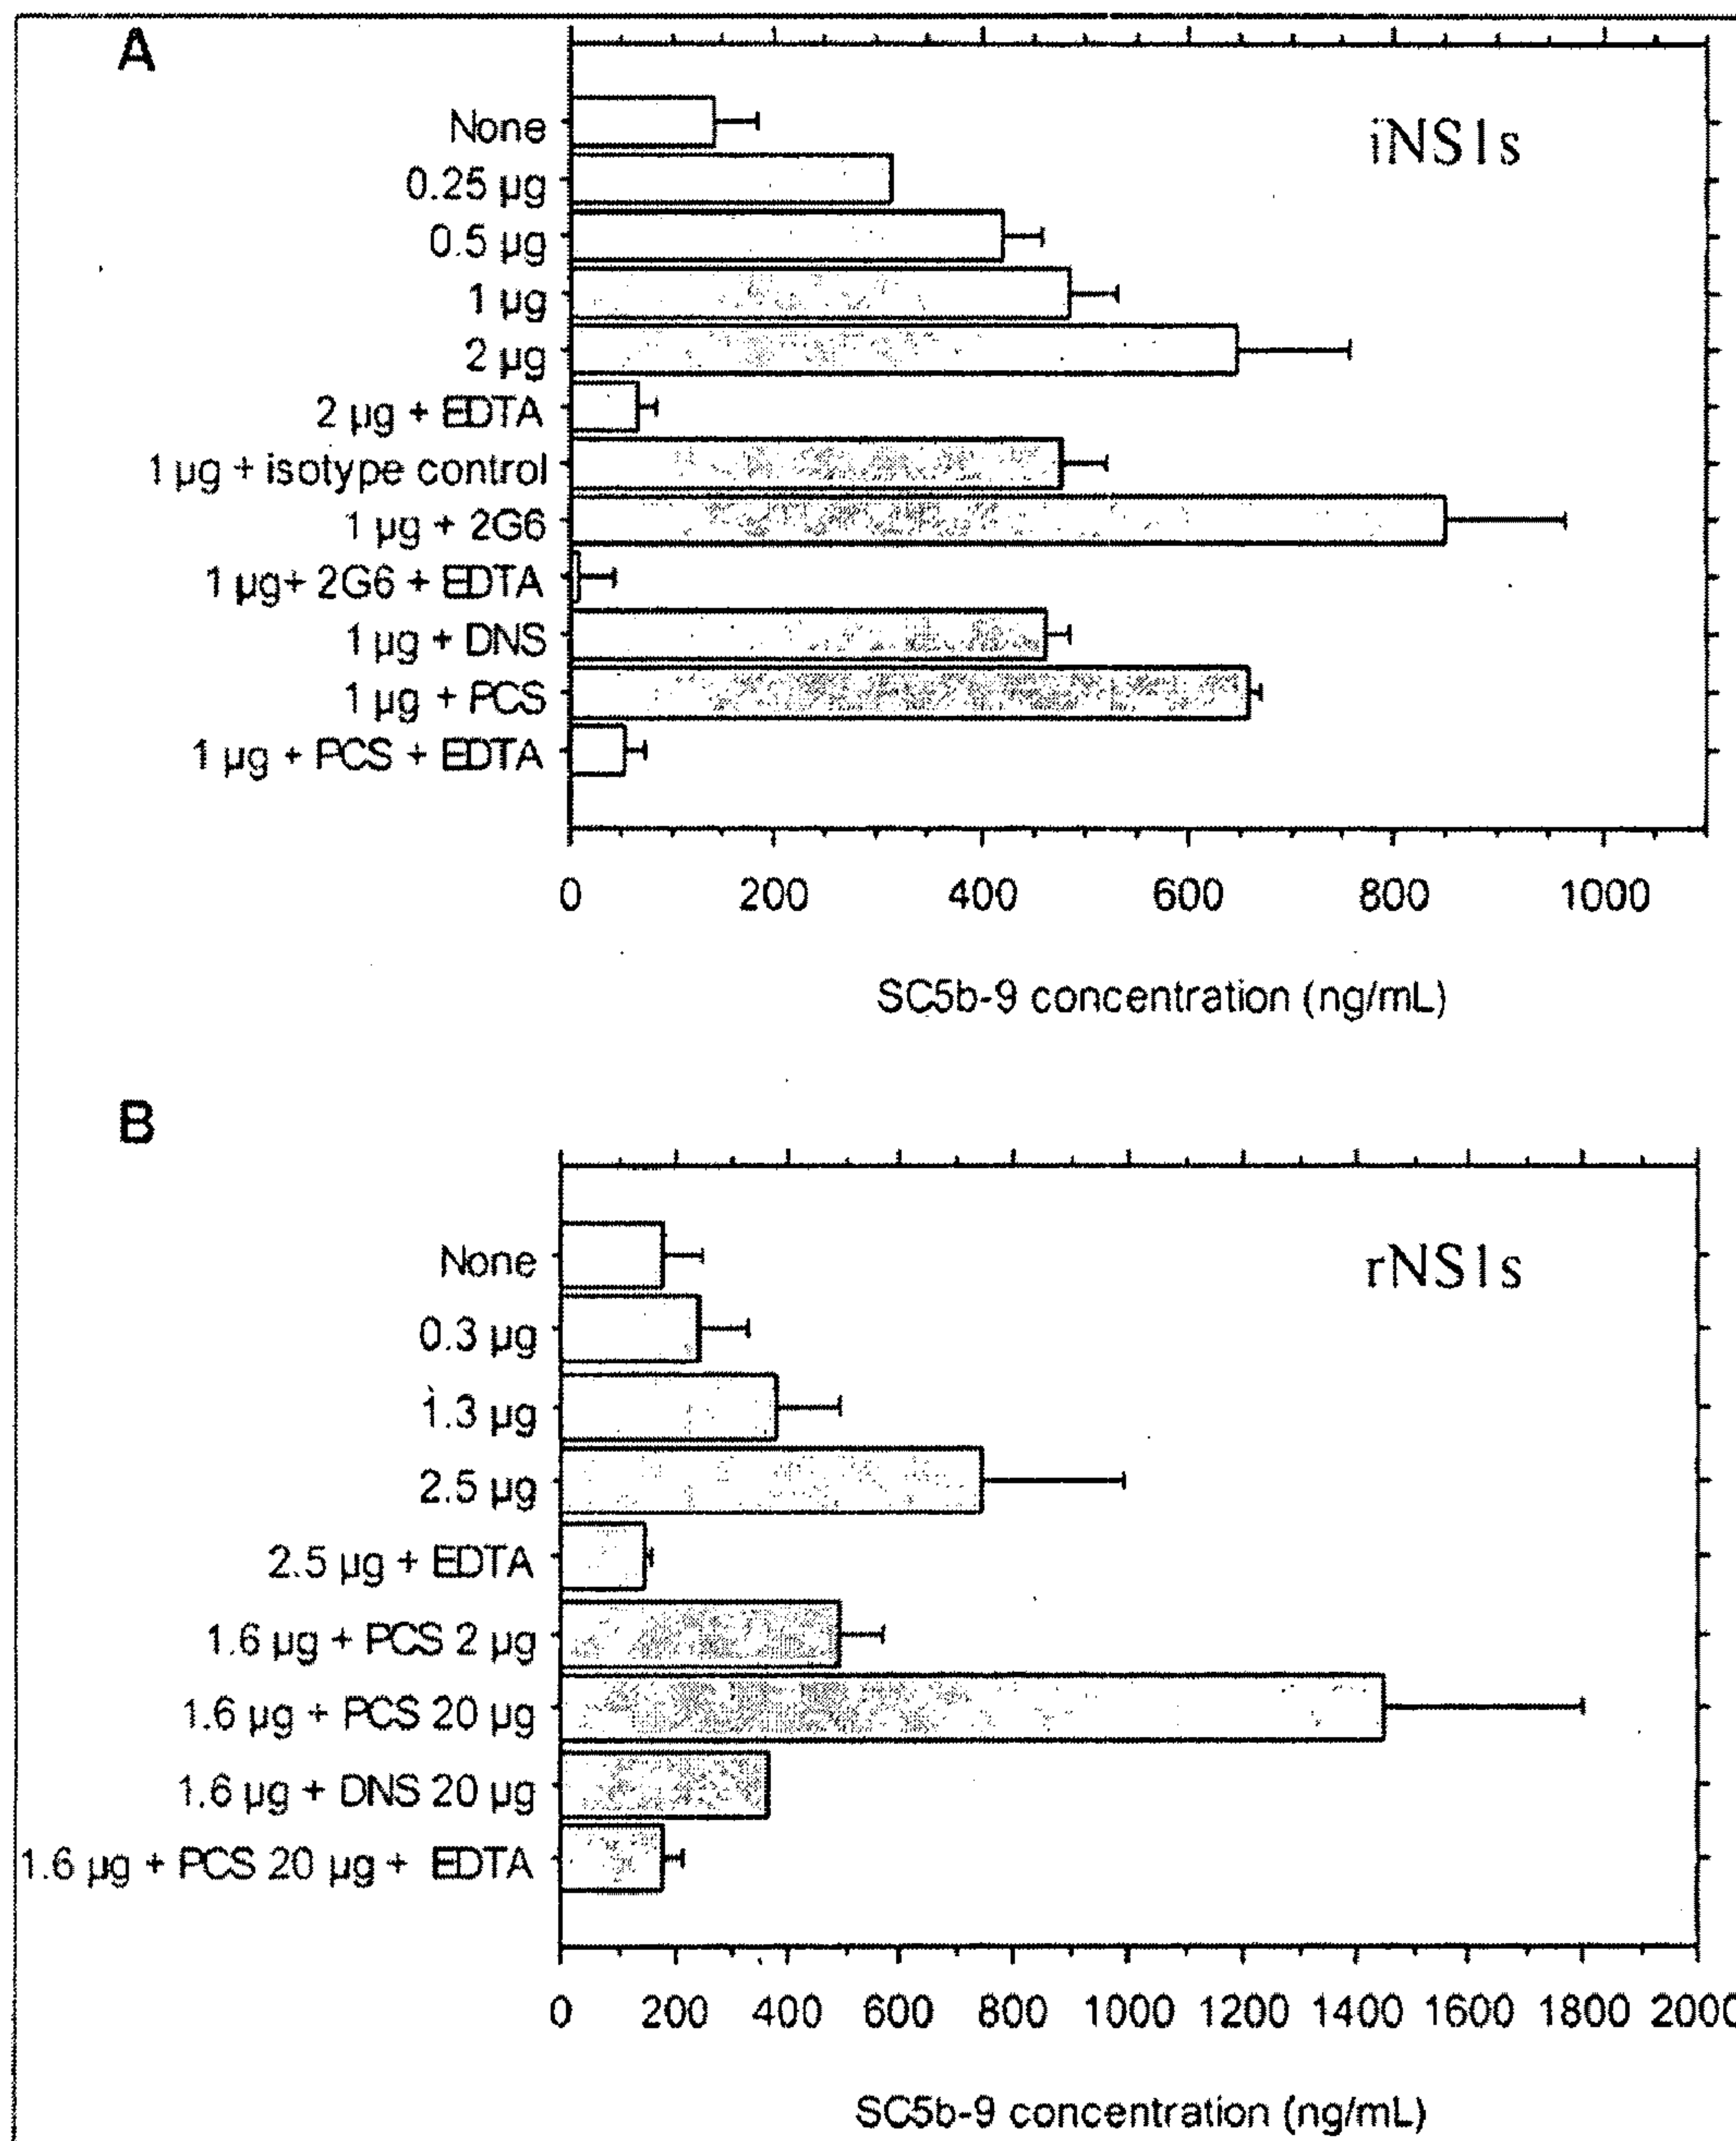 A
iNS1s
None
0.25 µg
0.5 µg
1 µg
2 µg
2 µg + EDTA
1 µg + isotype control
1 µg + 2G6
1 µg+ 2G6 + EDTA
1 µg + DNS
1 µg + PCS
1 µg + PCS + EDTA
0 200 400 600 800 1000
SC5b-9 concentration (ng/mL)
B
rNS1s
None
0.3 µg
1.3 µg
2.5 µg
2.5 µg + EDTA
1.6 µg + PCS 2 µg
1.6 µg + PCS 20 µg
1.6 µg + DNS 20 µg
1.6 µg + PCS 20 µg + EDTA
0 200 400 600 800 1000 1200 1400 1600 1800 2000
SC5b-9 concentration (ng/mL)